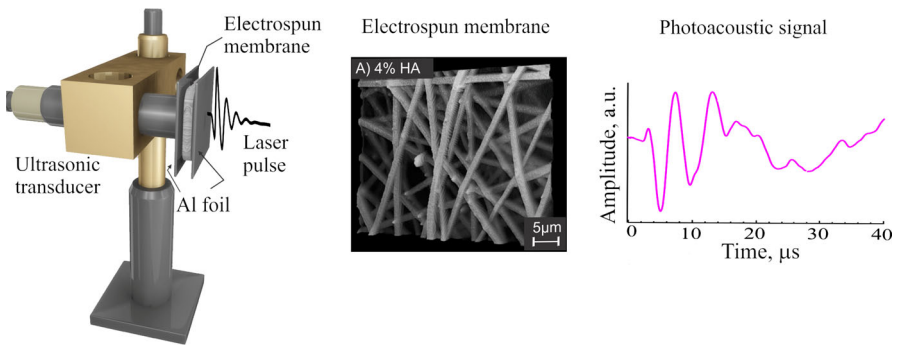 Electrospun
membrane
Laser
pulse
Ultrasonic
transducer
Al foil
Electrospun membrane
A) 4% HA
5µm
Photoacoustic signal
Amplitude, a.u.
0 10 20 30 40
Time, µs